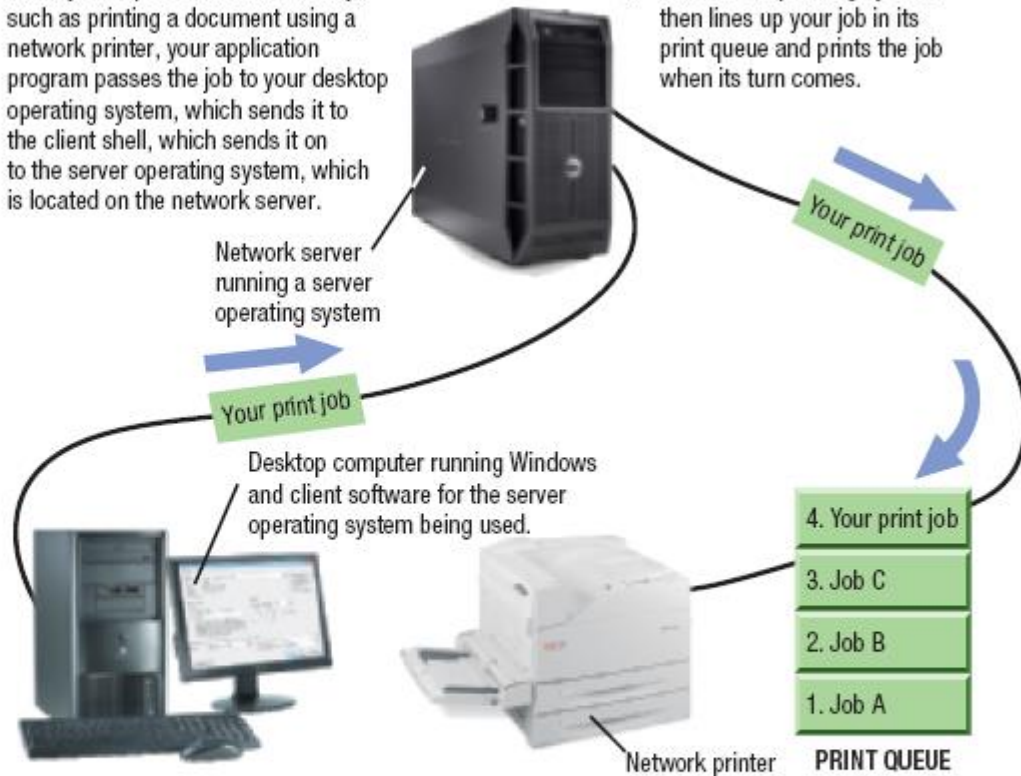 such as printing a document using a
network printer, your application
program passes the job to your desktop
operating system, which sends it to
the client shell, which sends it on
to the server operating system, which
is located on the network server.
then lines up your job in its
print queue and prints the job
when its turn comes.
Network server
running a server
operating system
Your print job
Your print job
Desktop computer running Windows
and client software for the server
operating system being used.
4. Your print job
3. Job C
2. Job B
1. Job A
Network printer
PRINT QUEUE